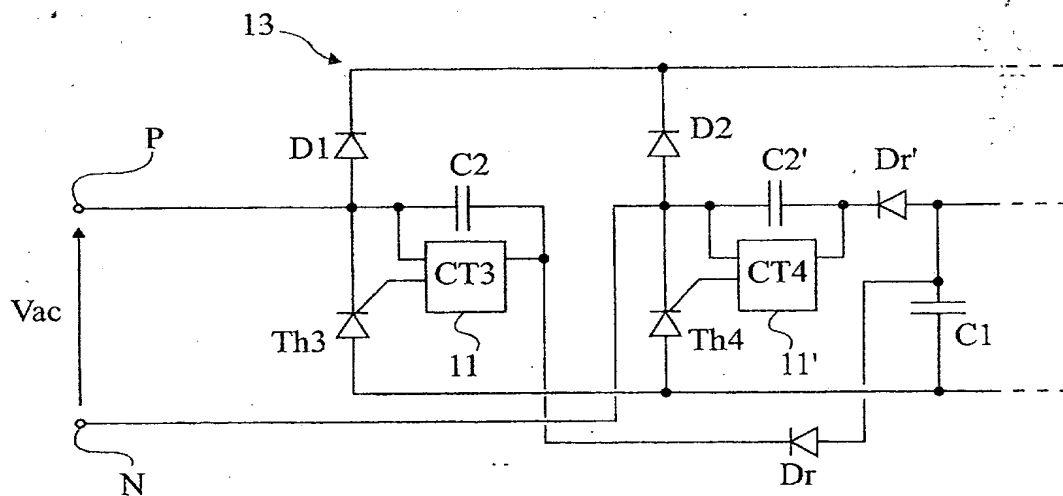 13
P
D1
D2
C2
C2'
Dr'
CT3
CT4
Vac
Th3
11
Th4
11'
C1
N
Dr